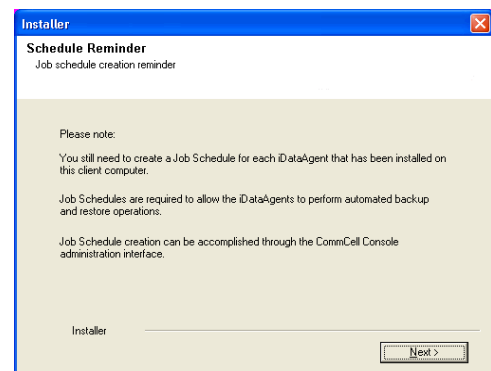 Installer
Schedule Reminder
Job schedule creation reminder
Please note:
You still need to create a Job Schedule for each iDataAgent that has been installed on
this client computer.
Job Schedules are required to allow the iDataAgents to perform automated backup
and restore operations.
Job Schedule creation can be accomplished through the CommCell Console
administration interface.
Installer
Next >